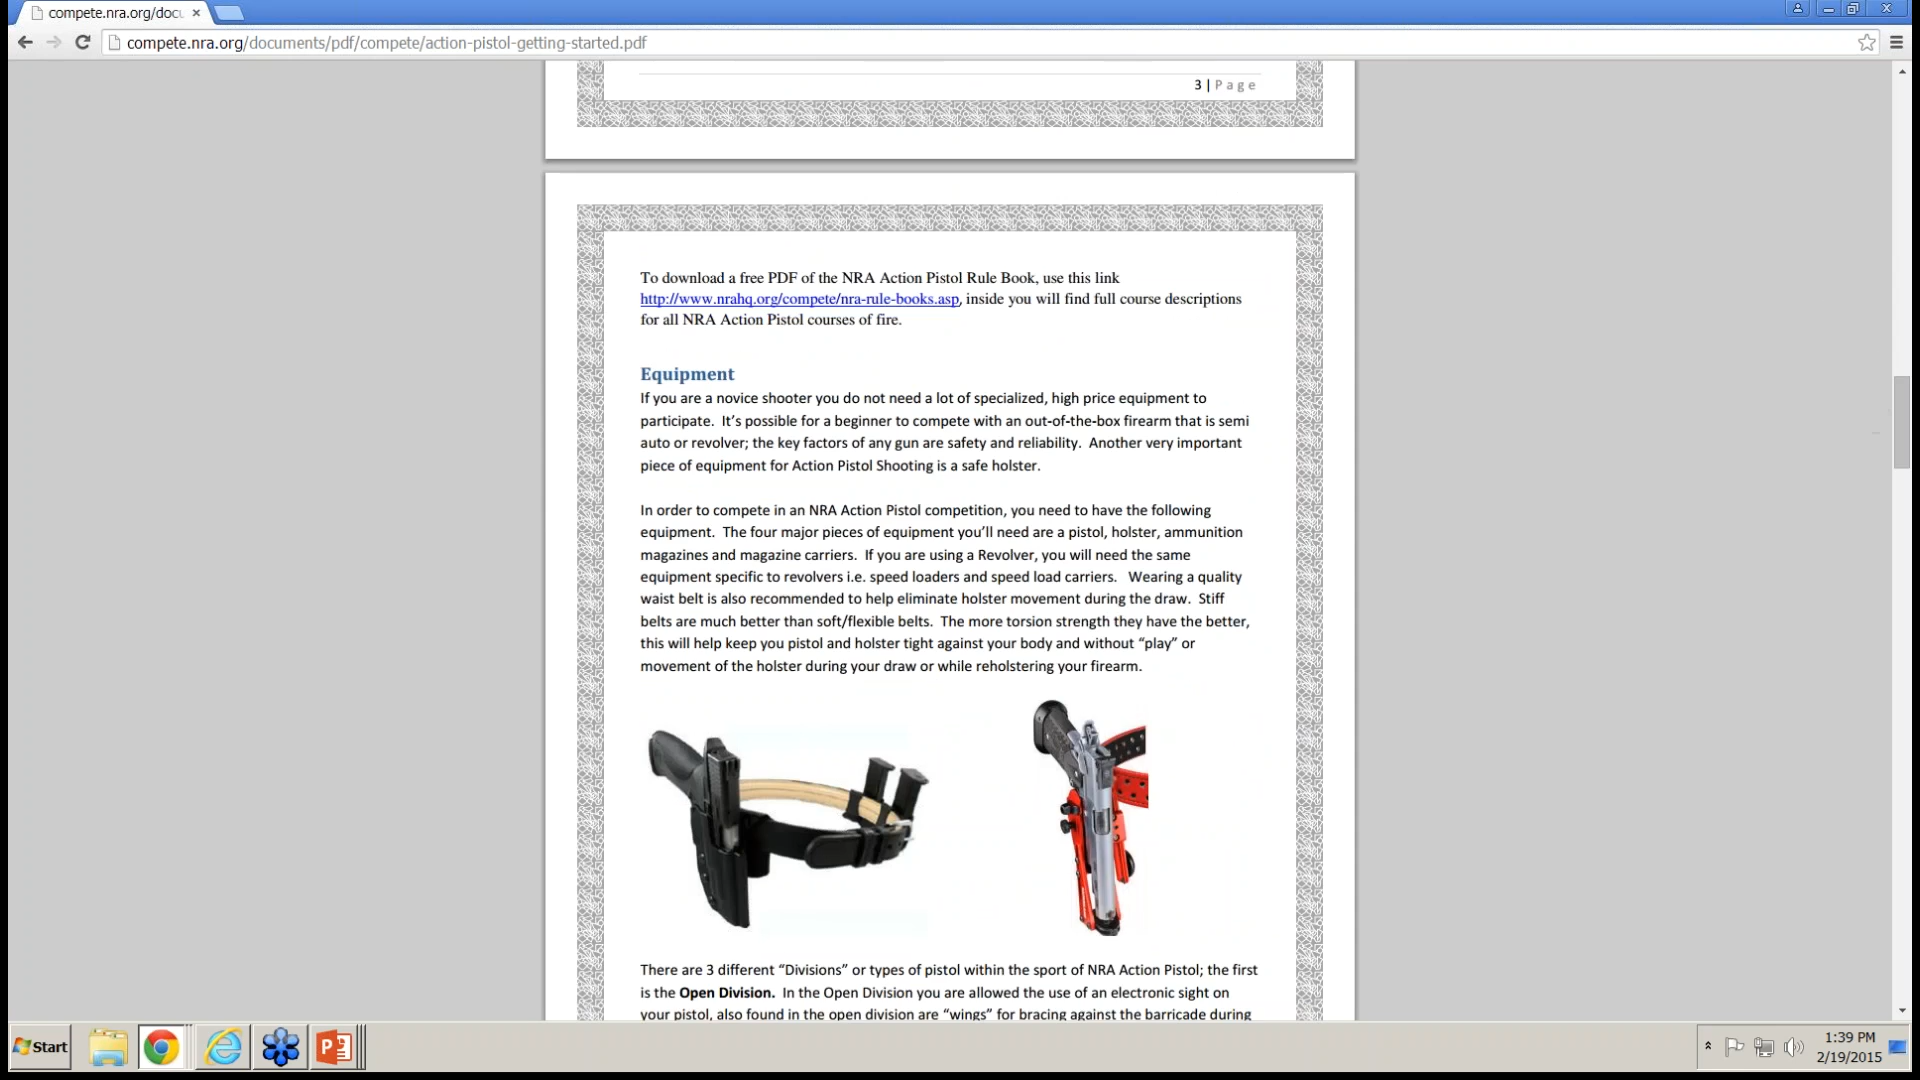 compete.nra.org/docu
compete.nra.org/documents/pdf/compete/action-pistol-getting-started.pdf
3 | Page
To download a free PDF of the NRA Action Pistol Rule Book, use this link
http://www.nrahq.org/compete/nra-rule-books.asp, inside you will find full course descriptions
for all NRA Action Pistol courses of fire.
Equipment
If you are a novice shooter you do not need a lot of specialized, high price equipment to
participate. It’s possible for a beginner to compete with an out-of-the-box firearm that is semi
auto or revolver; the key factors of any gun are safety and reliability. Another very important
piece of equipment for Action Pistol Shooting is a safe holster.
In order to compete in an NRA Action Pistol competition, you need to have the following
equipment. The four major pieces of equipment you’ll need are a pistol, holster, ammunition
magazines and magazine carriers. If you are using a Revolver, you will need the same
equipment specific to revolvers i.e. speed loaders and speed load carriers. Wearing a quality
waist belt is also recommended to help eliminate holster movement during the draw. Stiff
belts are much better than soft/flexible belts. The more torsion strength they have the better,
this will help keep you pistol and holster tight against your body and without “play” or
movement of the holster during your draw or while reholstering your firearm.
There are 3 different “Divisions” or types of pistol within the sport of NRA Action Pistol; the first
is the Open Division. In the Open Division you are allowed the use of an electronic sight on
your pistol, also found in the open division are “wings” for bracing against the barricade during
Start
1:39 PM
2/19/2015